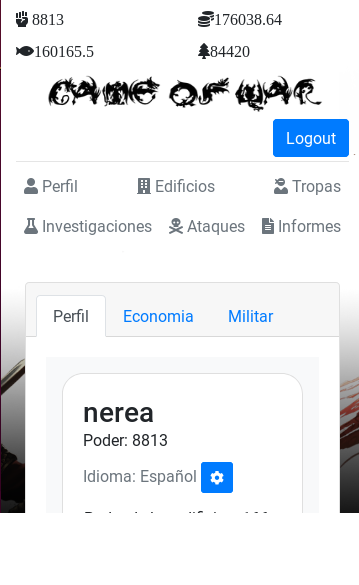 8813 176038.64
160165.5 84420
GAME OF WAR
Logout
Perfil Edificios Tropas
Investigaciones Ataques Informes
Perfil Economia Militar
nerea
Poder: 8813
Idioma: Español